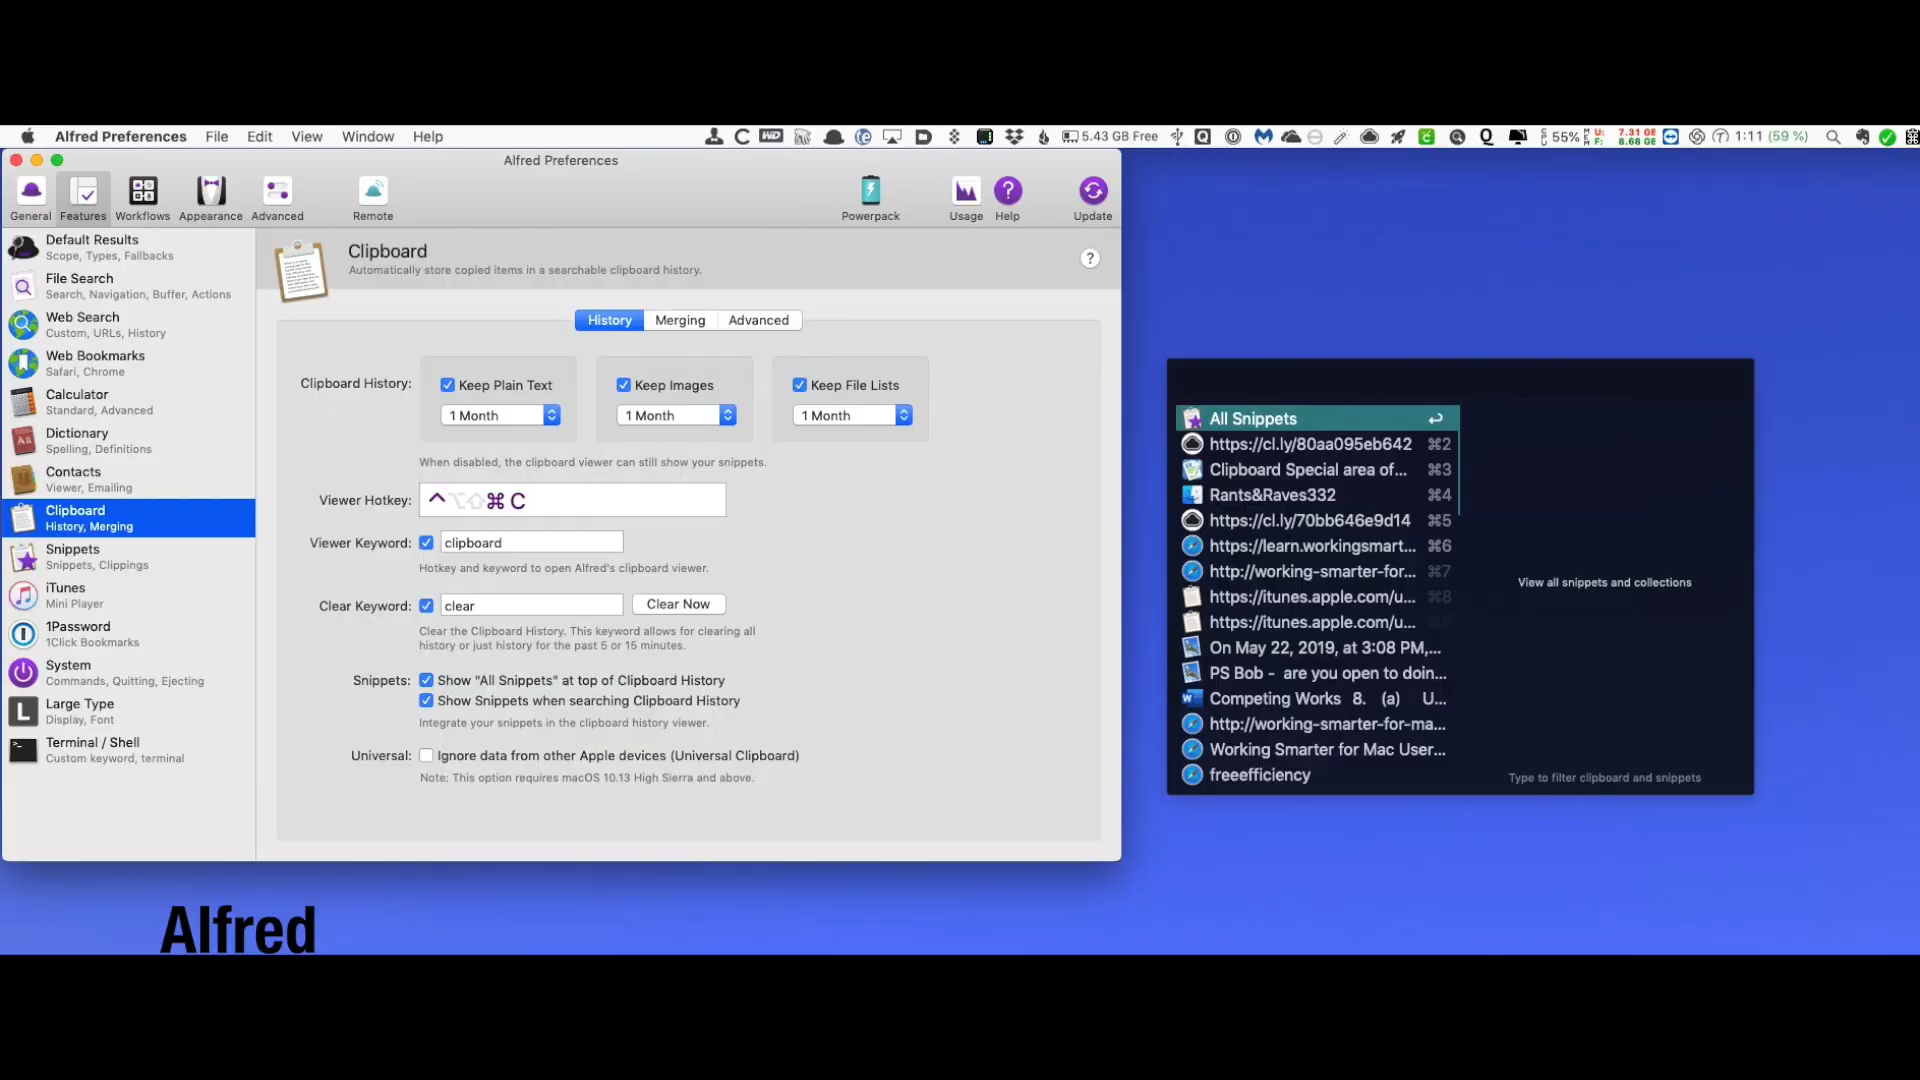 Alfred Preferences File Edit View Window Help
WD 5.43 GB Free 55% U: 7.31 GB F: 8.68 GB 1:11 (59 %)
Alfred Preferences
General Features Workflows Appearance Advanced Remote Powerpack Usage Help Update
Default Results
Scope, Types, Fallbacks
File Search
Search, Navigation, Buffer, Actions
Web Search
Custom, URLs, History
Web Bookmarks
Safari, Chrome
Calculator
Standard, Advanced
Dictionary
Spelling, Definitions
Contacts
Viewer, Emailing
Clipboard
History, Merging
Snippets
Snippets, Clippings
iTunes
Mini Player
1Password
1Click Bookmarks
System
Commands, Quitting, Ejecting
Large Type
Display, Font
Terminal / Shell
Custom keyword, terminal
Clipboard
Automatically store copied items in a searchable clipboard history.
?
History Merging Advanced
Clipboard History: Keep Plain Text Keep Images Keep File Lists
1 Month 1 Month 1 Month
When disabled, the clipboard viewer can still show your snippets.
Viewer Hotkey: ^⌥⇧⌘ C
Viewer Keyword: clipboard
Hotkey and keyword to open Alfred's clipboard viewer.
Clear Keyword: clear Clear Now
Clear the Clipboard History. This keyword allows for clearing all
history or just history for the past 5 or 15 minutes.
Snippets: Show "All Snippets" at top of Clipboard History
Show Snippets when searching Clipboard History
Integrate your snippets in the clipboard history viewer.
Universal: Ignore data from other Apple devices (Universal Clipboard)
Note: This option requires macOS 10.13 High Sierra and above.
All Snippets ↩
https://cl.ly/80aa095eb642 ⌘2
Clipboard Special area of... ⌘3
Rants&Raves332 ⌘4
https://cl.ly/70bb646e9d14 ⌘5
https://learn.workingsmart... ⌘6
http://working-smarter-for... ⌘7
https://itunes.apple.com/u... ⌘8
https://itunes.apple.com/u...
On May 22, 2019, at 3:08 PM,...
PS Bob - are you open to doin...
Competing Works 8. (a) U...
http://working-smarter-for-ma...
Working Smarter for Mac User...
freeefficiency
View all snippets and collections
Type to filter clipboard and snippets
Alfred